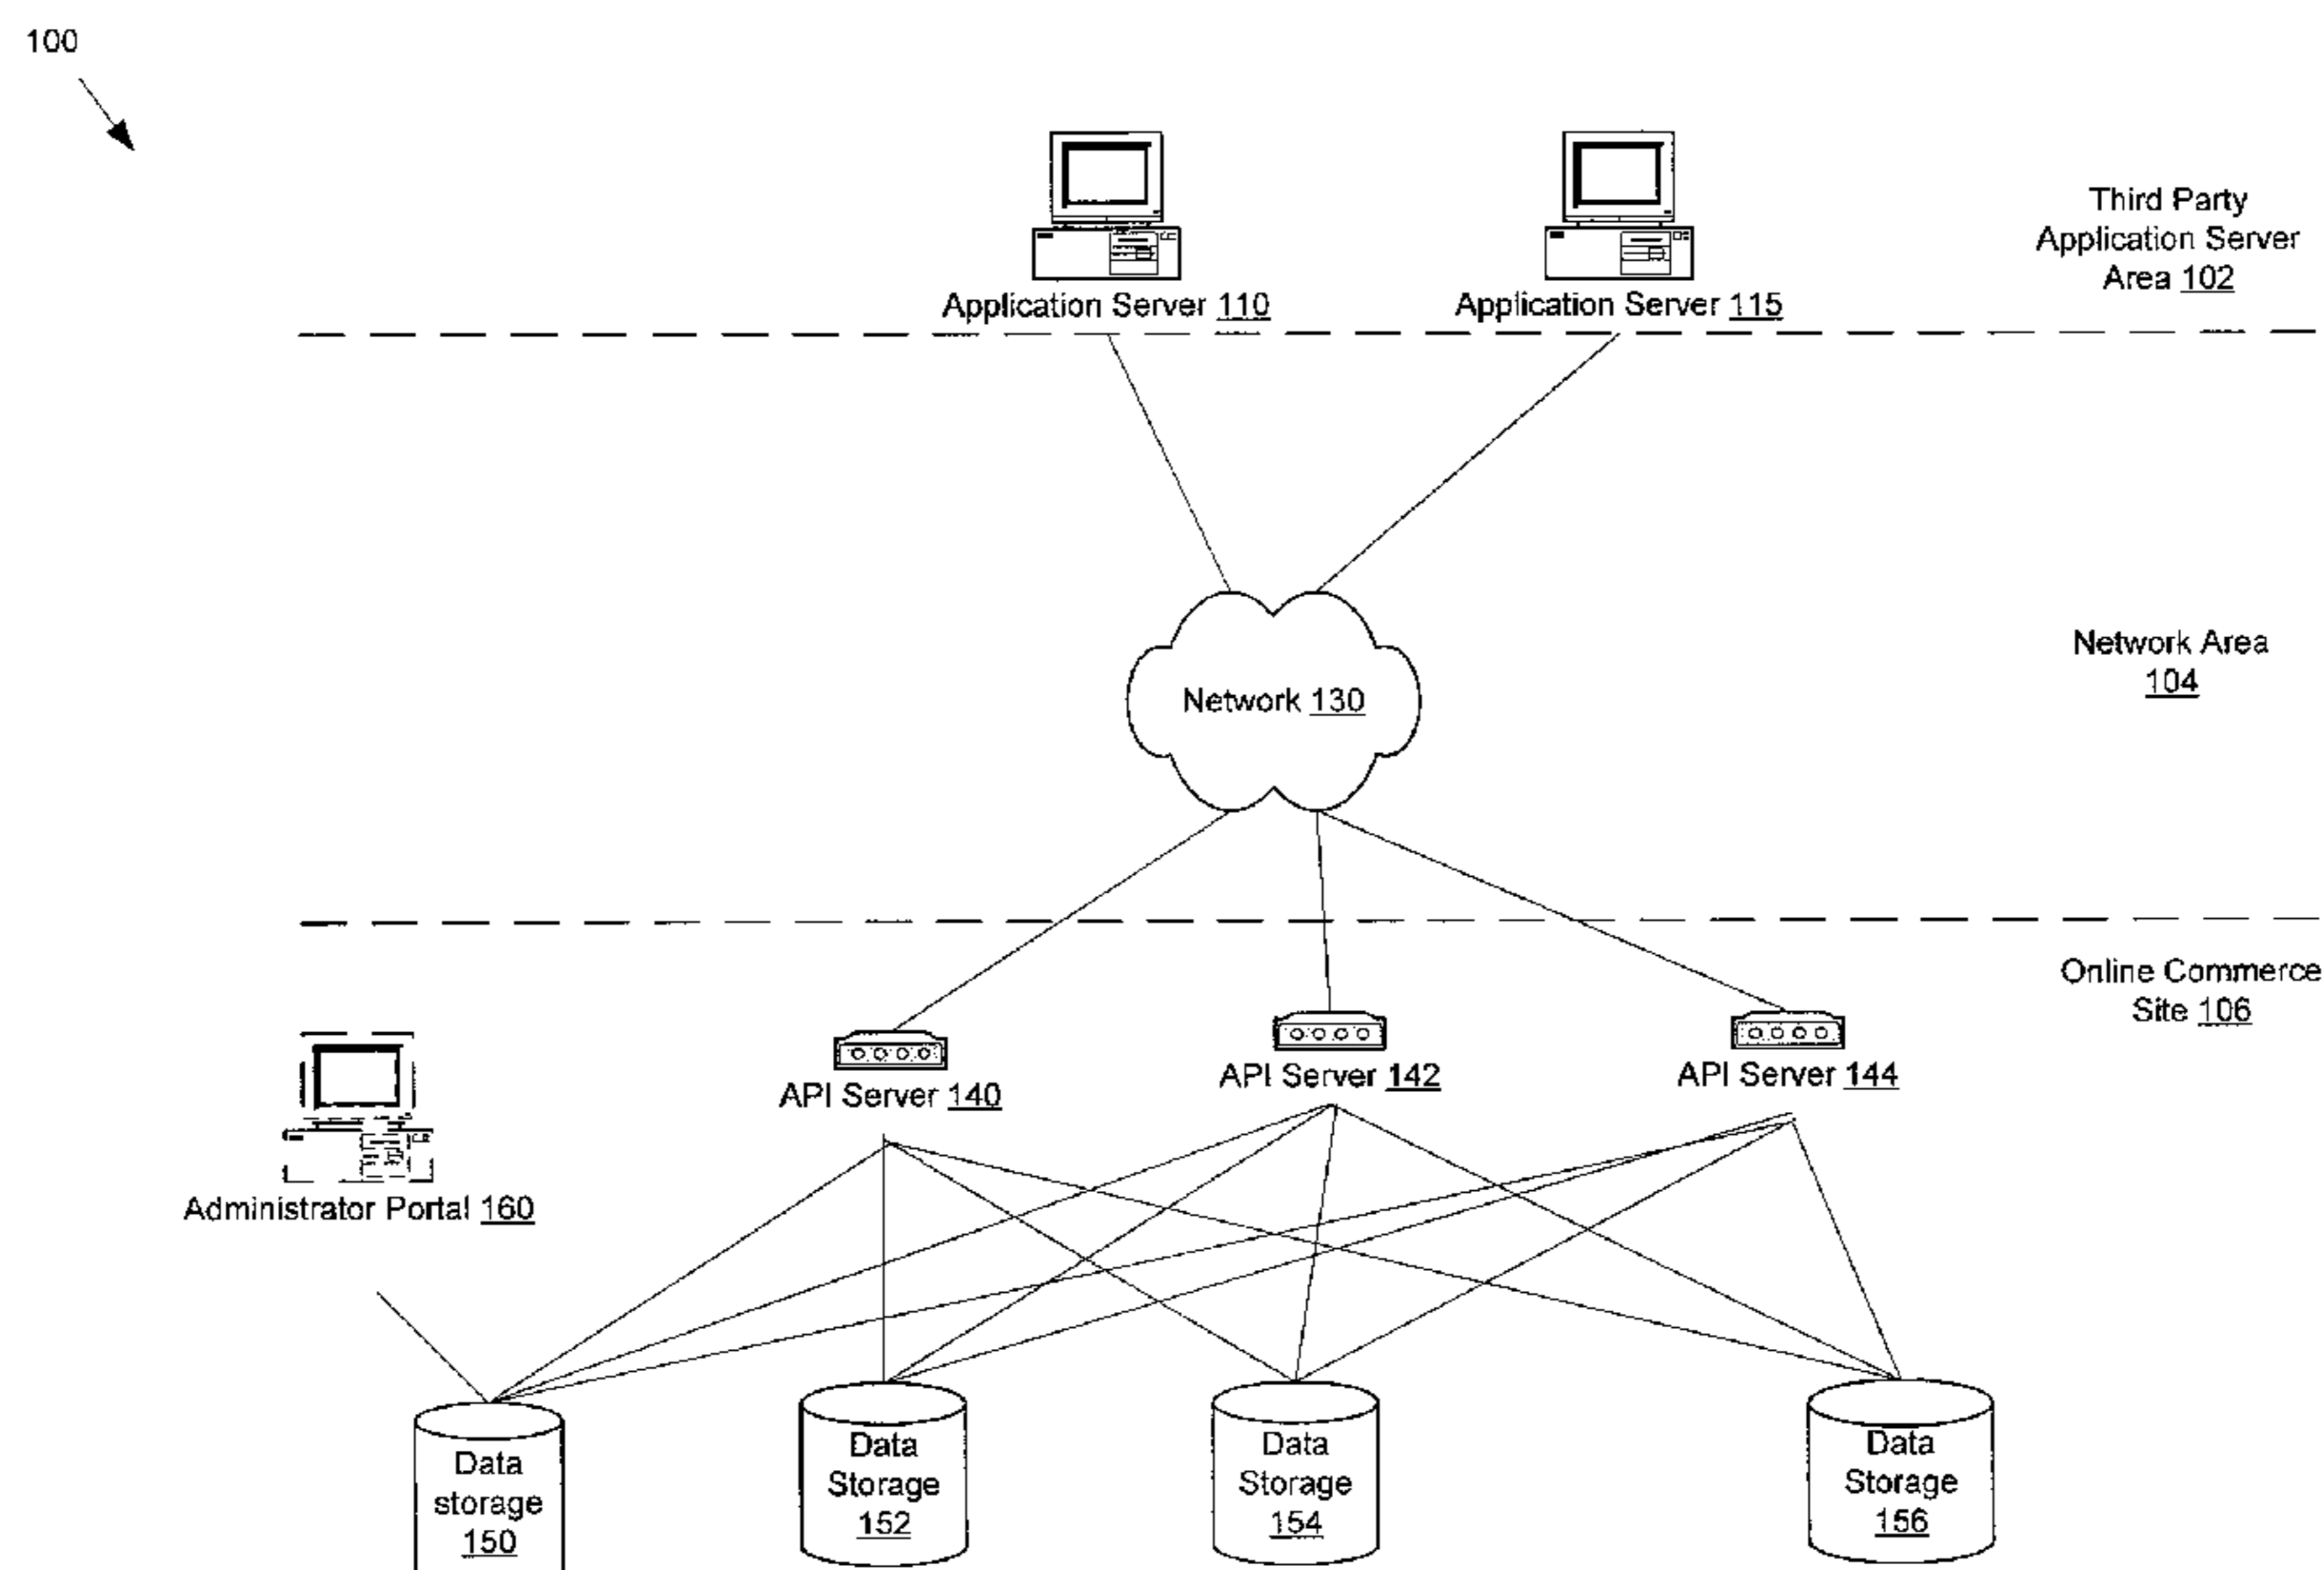 100
Third Party
Application Server
Area 102
Application Server 110
Application Server 115
Network Area
104
Network 130
Online Commerce
Site 106
API Server 140
API Server 142
API Server 144
Administrator Portal 160
Data
storage
150
Data
Storage
152
Data
Storage
154
Data
Storage
156